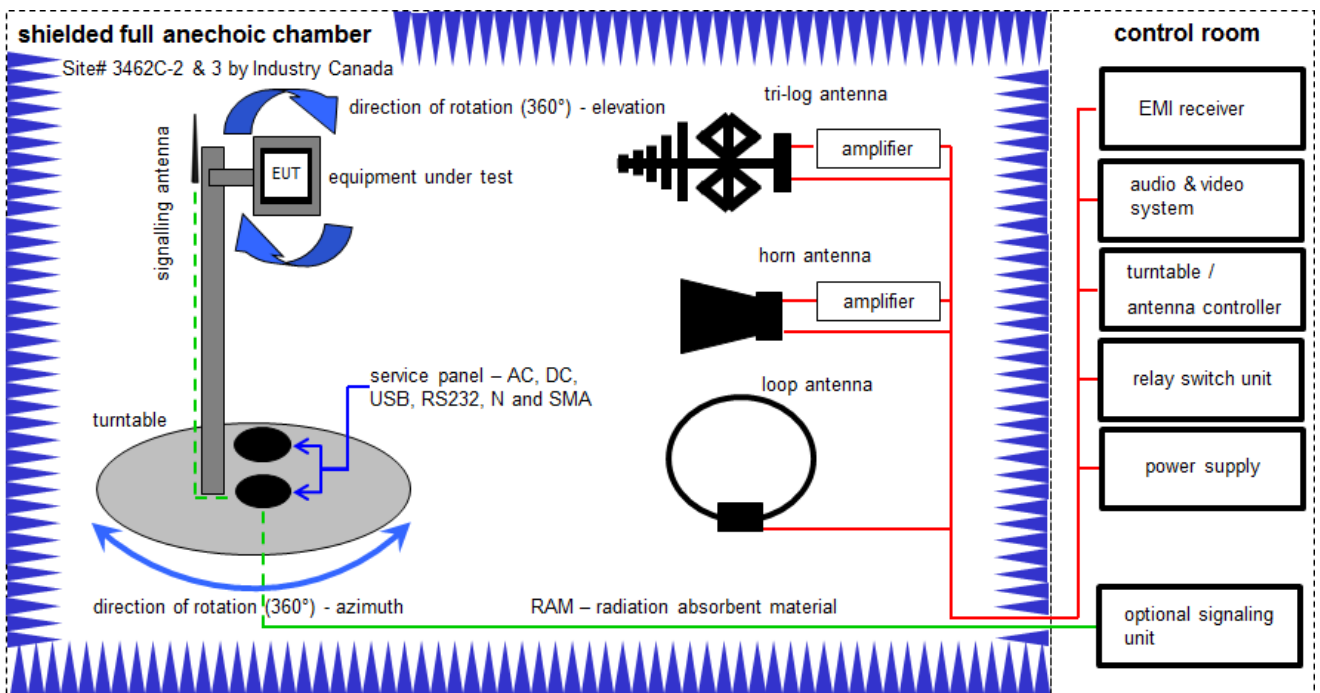 shielded full anechoic chamber
Site# 3462C-2 & 3 by Industry Canada
direction of rotation (360°) - elevation
signalling antenna
EUT
equipment under test
turntable
service panel – AC, DC,
USB, RS232, N and SMA
direction of rotation (360°) - azimuth
tri-log antenna
amplifier
horn antenna
amplifier
loop antenna
RAM – radiation absorbent material
control room
EMI receiver
audio & video
system
turntable /
antenna controller
relay switch unit
power supply
optional signaling
unit